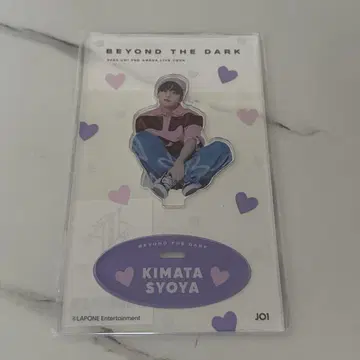 BEYOND THE DARK
BEYOND THE DARK
KIMATA
SYOYA
©LAPONE Entertainment
JO1